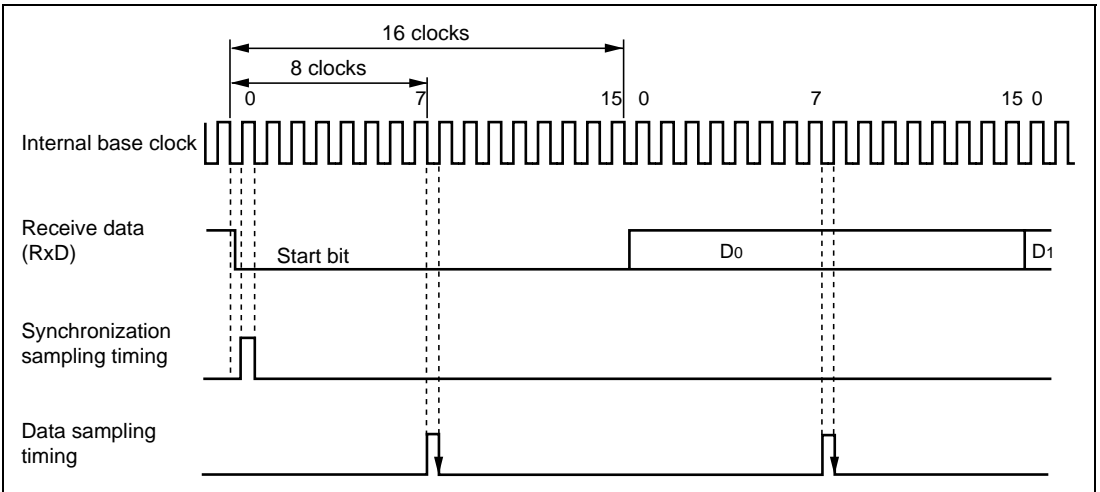 16 clocks
8 clocks
0 7 15 0 7 15 0
Internal base clock
Receive data
(RxD)
Start bit
D0
D1
Synchronization
sampling timing
Data sampling
timing